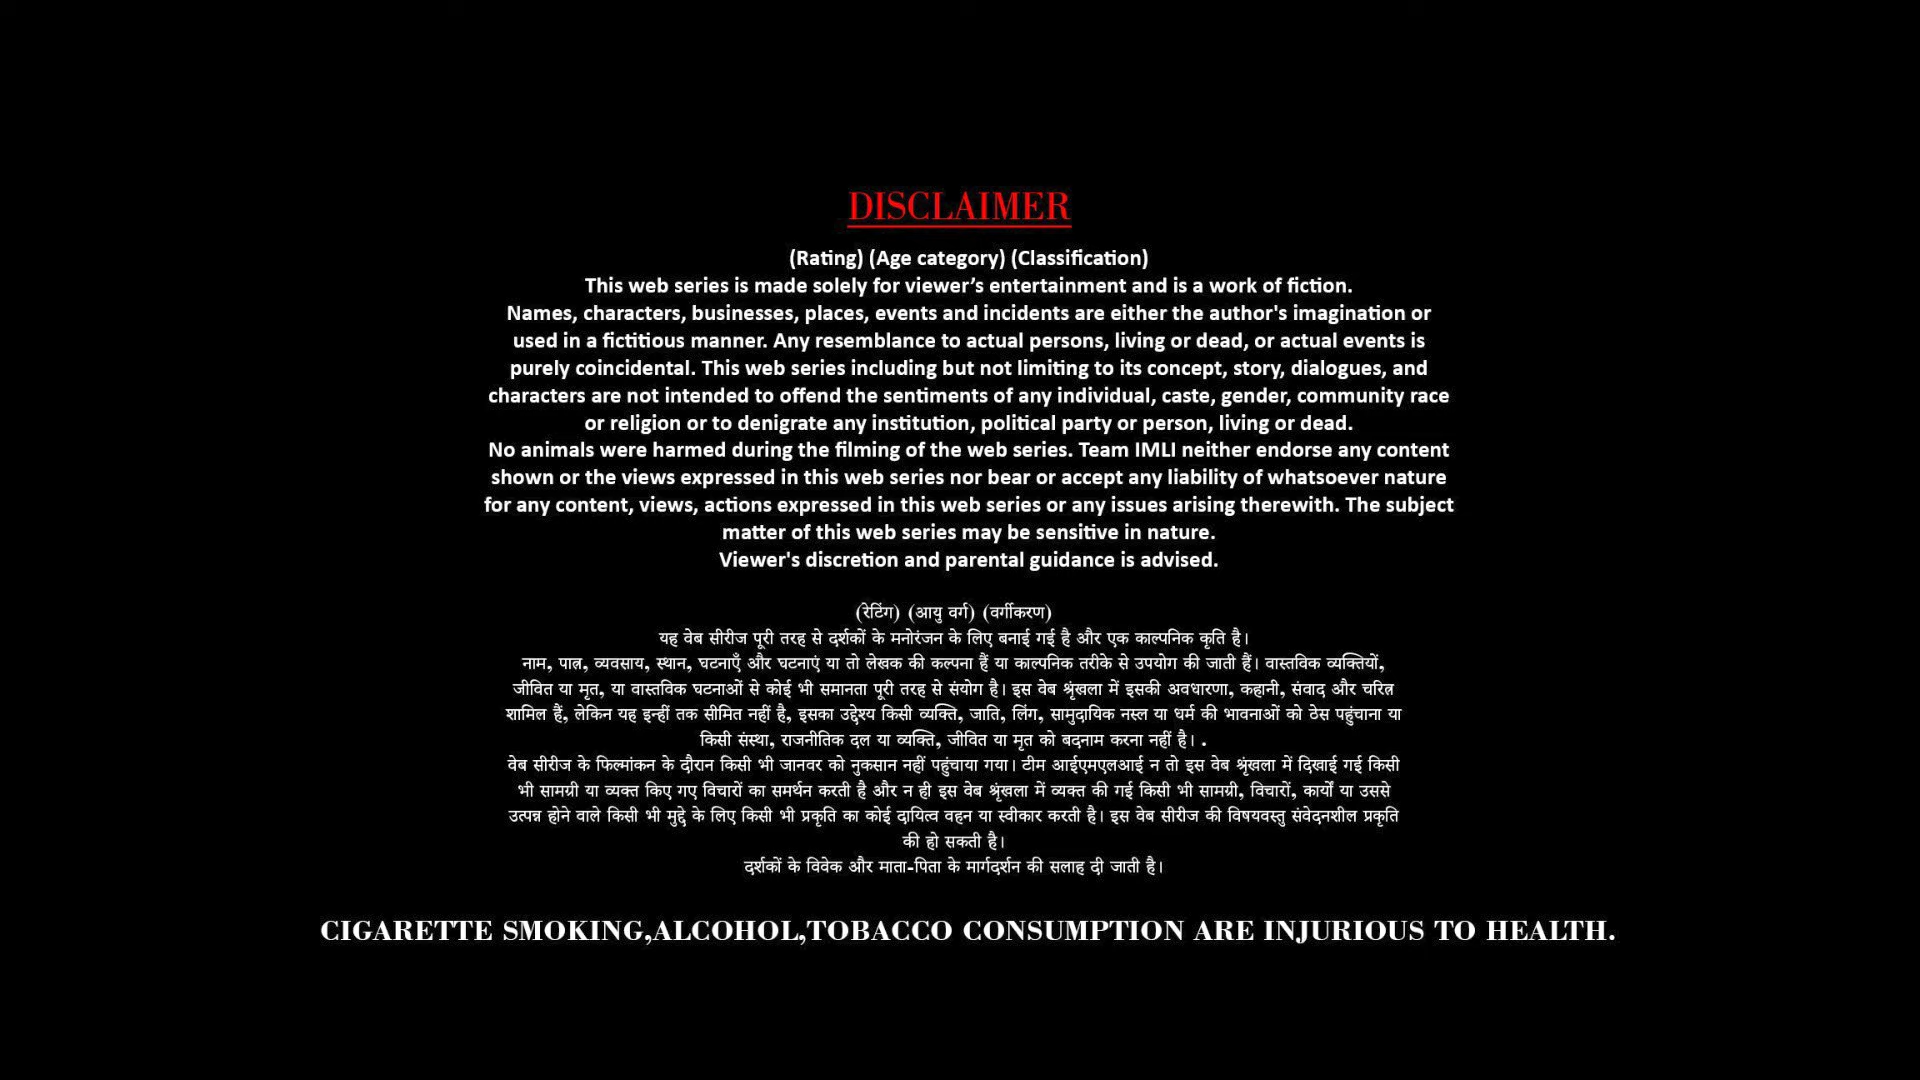 DISCLAIMER
(Rating) (Age category) (Classification)
This web series is made solely for viewer’s entertainment and is a work of fiction.
Names, characters, businesses, places, events and incidents are either the author's imagination or
used in a fictitious manner. Any resemblance to actual persons, living or dead, or actual events is
purely coincidental. This web series including but not limiting to its concept, story, dialogues, and
characters are not intended to offend the sentiments of any individual, caste, gender, community race
or religion or to denigrate any institution, political party or person, living or dead.
No animals were harmed during the filming of the web series. Team IMLI neither endorse any content
shown or the views expressed in this web series nor bear or accept any liability of whatsoever nature
for any content, views, actions expressed in this web series or any issues arising therewith. The subject
matter of this web series may be sensitive in nature.
Viewer's discretion and parental guidance is advised.
(रेटिंग) (आयु वर्ग) (वर्गीकरण)
यह वेब सीरीज पूरी तरह से दर्शकों के मनोरंजन के लिए बनाई गई है और एक काल्पनिक कृति है।
नाम, पात्र, व्यवसाय, स्थान, घटनाएँ और घटनाएं या तो लेखक की कल्पना हैं या काल्पनिक तरीके से उपयोग की जाती हैं। वास्तविक व्यक्तियों,
जीवित या मृत, या वास्तविक घटनाओं से कोई भी समानता पूरी तरह से संयोग है। इस वेब श्रृंखला में इसकी अवधारणा, कहानी, संवाद और चरित्र
शामिल हैं, लेकिन यह इन्हीं तक सीमित नहीं है, इसका उद्देश्य किसी व्यक्ति, जाति, लिंग, सामुदायिक नस्ल या धर्म की भावनाओं को ठेस पहुंचाना या
किसी संस्था, राजनीतिक दल या व्यक्ति, जीवित या मृत को बदनाम करना नहीं है। .
वेब सीरीज के फिल्मांकन के दौरान किसी भी जानवर को नुकसान नहीं पहुंचाया गया। टीम आईएमएलआई न तो इस वेब श्रृंखला में दिखाई गई किसी
भी सामग्री या व्यक्त किए गए विचारों का समर्थन करती है और न ही इस वेब श्रृंखला में व्यक्त की गई किसी भी सामग्री, विचारों, कार्यों या उससे
उत्पन्न होने वाले किसी भी मुद्दे के लिए किसी भी प्रकृति का कोई दायित्व वहन या स्वीकार करती है। इस वेब सीरीज की विषयवस्तु संवेदनशील प्रकृति
की हो सकती है।
दर्शकों के विवेक और माता-पिता के मार्गदर्शन की सलाह दी जाती है।
CIGARETTE SMOKING,ALCOHOL,TOBACCO CONSUMPTION ARE INJURIOUS TO HEALTH.